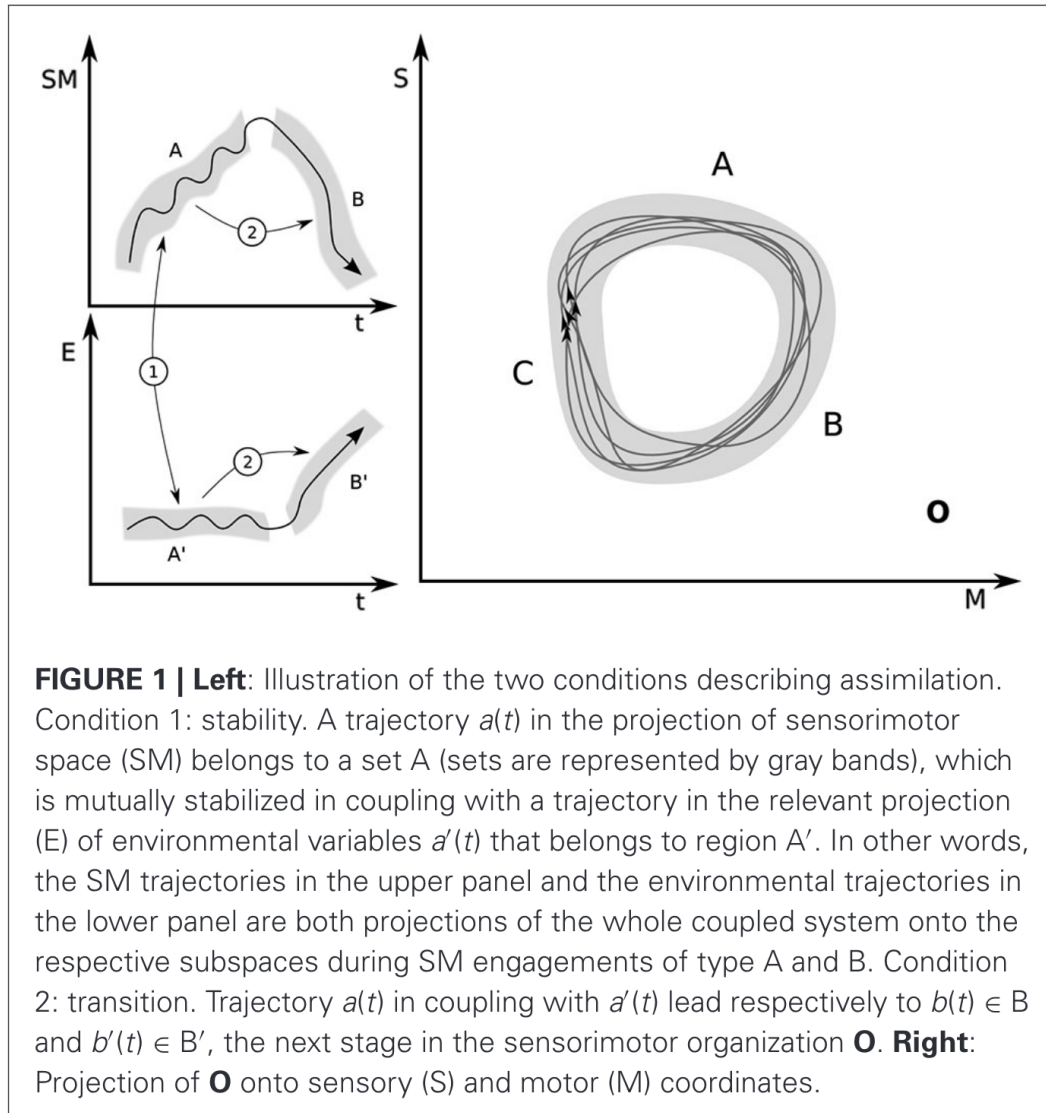 SM
A
B
2
t
E
1
2
A'
B'
t
S
A
C
B
O
M
FIGURE 1 | Left: Illustration of the two conditions describing assimilation.
Condition 1: stability. A trajectory a(t) in the projection of sensorimotor
space (SM) belongs to a set A (sets are represented by gray bands), which
is mutually stabilized in coupling with a trajectory in the relevant projection
(E) of environmental variables a′(t) that belongs to region A′. In other words,
the SM trajectories in the upper panel and the environmental trajectories in
the lower panel are both projections of the whole coupled system onto the
respective subspaces during SM engagements of type A and B. Condition
2: transition. Trajectory a(t) in coupling with a′(t) lead respectively to b(t) ∈ B
and b′(t) ∈ B′, the next stage in the sensorimotor organization O. Right:
Projection of O onto sensory (S) and motor (M) coordinates.